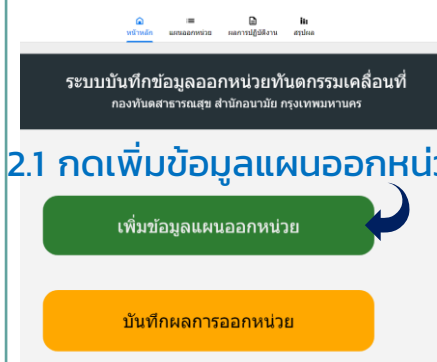 หน้าหลัก แผนออกหน่วย ผลการปฏิบัติงาน สรุปผล
ระบบบันทึกข้อมูลออกหน่วยทันตกรรมเคลื่อนที่
กองทันตสาธารณสุข สำนักอนามัย กรุงเทพมหานคร
2.1 กดเพิ่มข้อมูลแผนออกหน่
เพิ่มข้อมูลแผนออกหน่วย
บันทึกผลการออกหน่วย